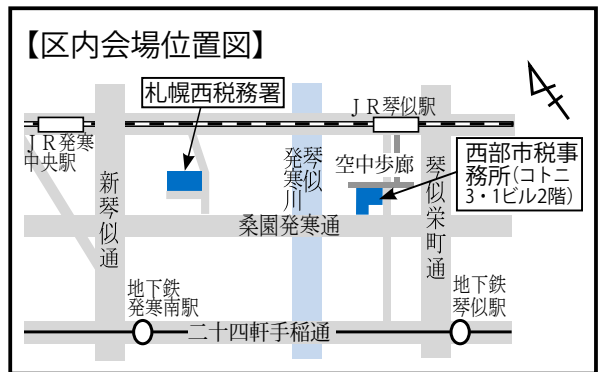 【区内会場位置図】
札幌西税務署
ＪＲ琴似駅
ＪＲ発寒
中央駅
西部市税事
務所(コトニ
3・1ビル2階)
空中歩廊
琴似
発寒川
新琴似通
琴似栄町通
桑園発寒通
地下鉄
発寒南駅
地下鉄
琴似駅
二十四軒手稲通